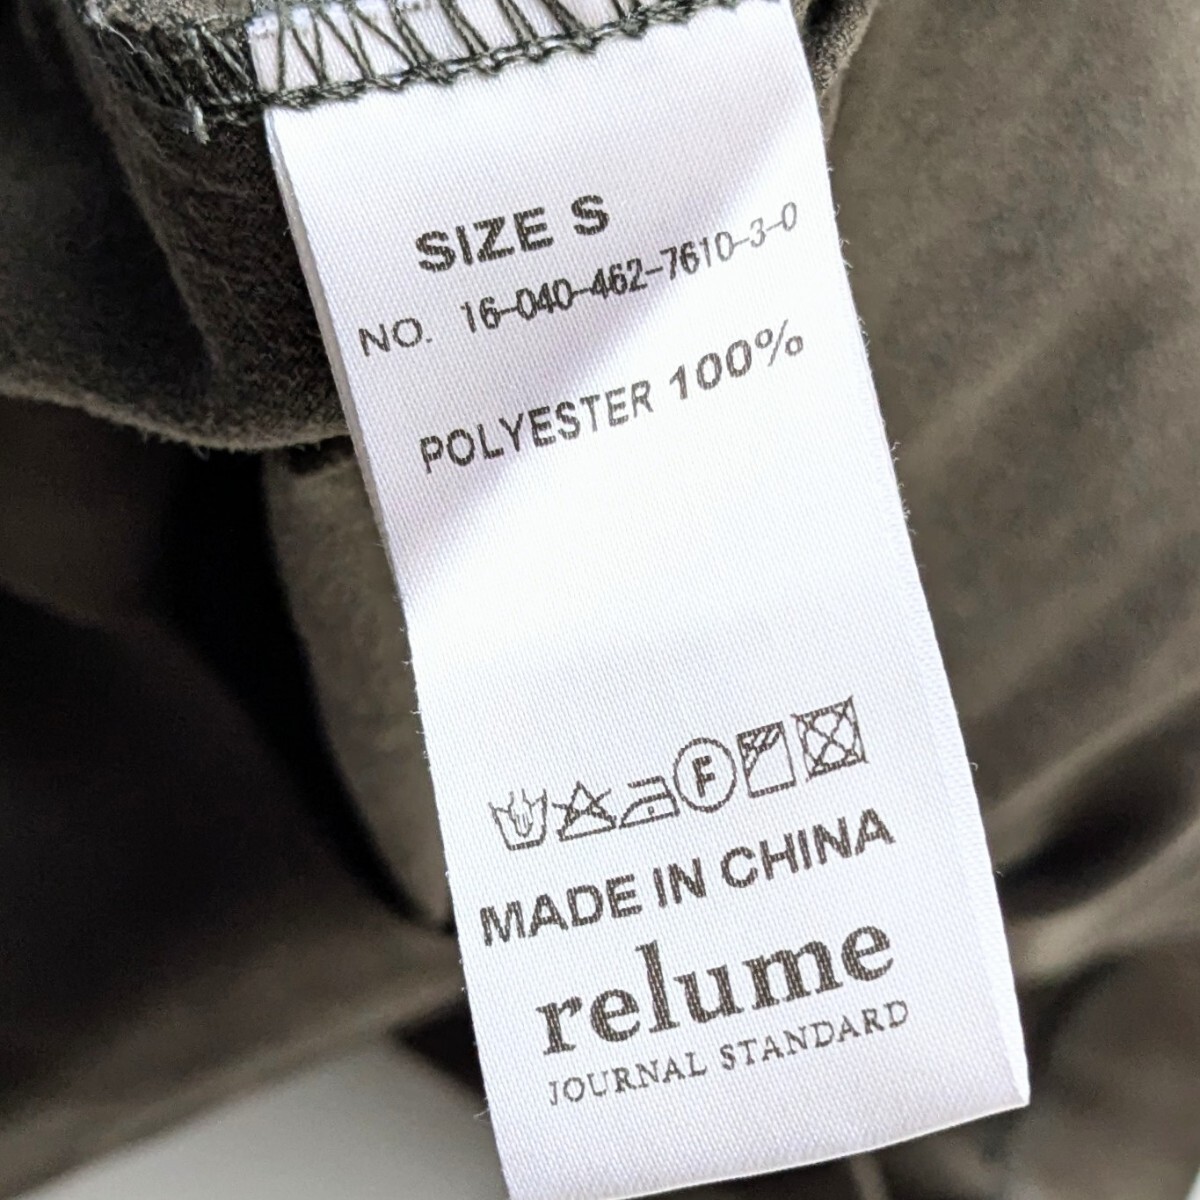 SIZE S
NO. 16-040-462-7610-3-0
POLYESTER 100%
F
MADE IN CHINA
relume
JOURNAL STANDARD